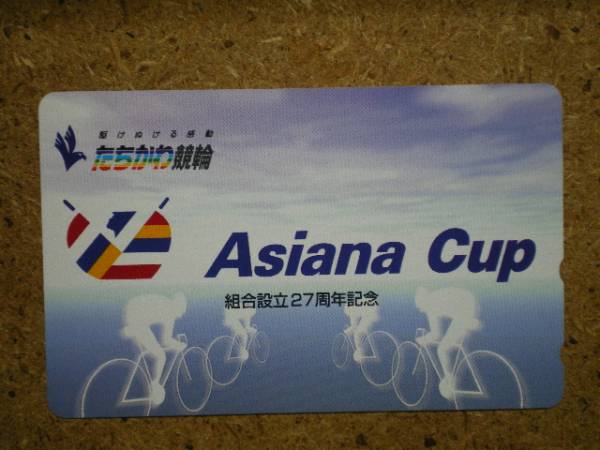 駆けぬける感動
たちかわ競輪
Asiana Cup
組合設立27周年記念